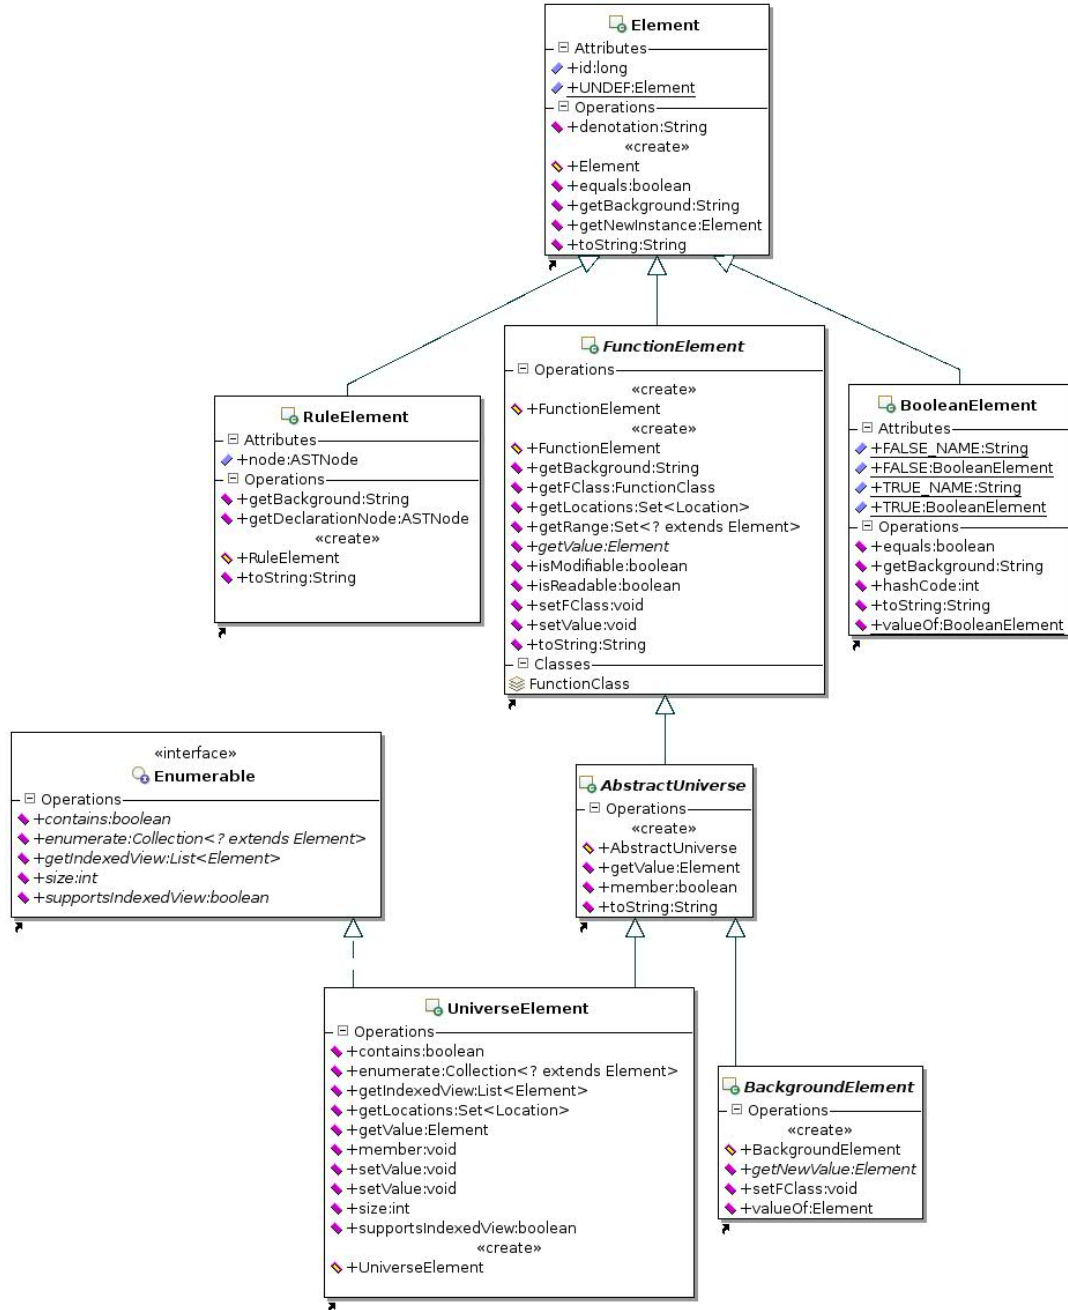 Element
Attributes
+id:long
+UNDEF:Element
Operations
+denotation:String
«create»
+Element
+equals:boolean
+getBackground:String
+getNewInstance:Element
+toString:String
RuleElement
Attributes
+node:ASTNode
Operations
+getBackground:String
+getDeclarationNode:ASTNode
«create»
+RuleElement
+toString:String
FunctionElement
Operations
«create»
+FunctionElement
«create»
+FunctionElement
+getBackground:String
+getFClass:FunctionClass
+getLocations:Set<Location>
+getRange:Set<? extends Element>
+getValue:Element
+isModifiable:boolean
+isReadable:boolean
+setFClass:void
+setValue:void
+toString:String
Classes
FunctionClass
BooleanElement
Attributes
+FALSE_NAME:String
+FALSE:BooleanElement
+TRUE_NAME:String
+TRUE:BooleanElement
Operations
+equals:boolean
+getBackground:String
+hashCode:int
+toString:String
+valueOf:BooleanElement
«interface»
Enumerable
Operations
+contains:boolean
+enumerate:Collection<? extends Element>
+getIndexedView:List<Element>
+size:int
+supportsIndexedView:boolean
AbstractUniverse
Operations
«create»
+AbstractUniverse
+getValue:Element
+member:boolean
+toString:String
UniverseElement
Operations
+contains:boolean
+enumerate:Collection<? extends Element>
+getIndexedView:List<Element>
+getLocations:Set<Location>
+getValue:Element
+member:void
+setValue:void
+setValue:void
+size:int
+supportsIndexedView:boolean
«create»
+UniverseElement
BackgroundElement
Operations
«create»
+BackgroundElement
+getNewValue:Element
+setFClass:void
+valueOf:Element